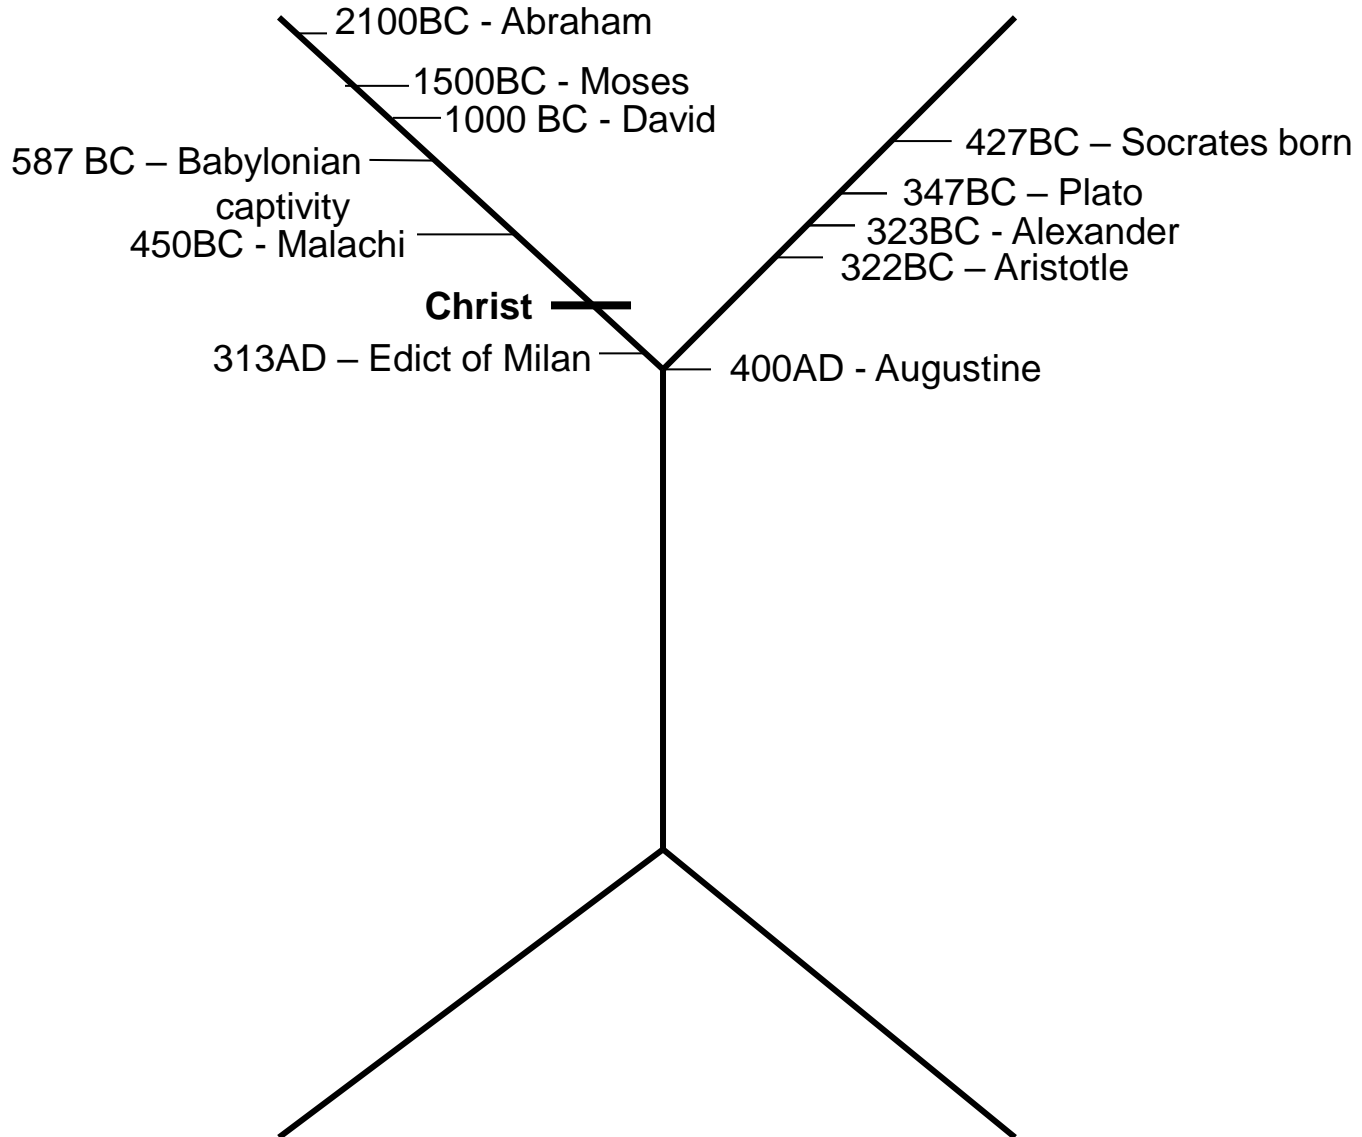 2100BC - Abraham
1500BC - Moses
1000 BC - David
587 BC – Babylonian
captivity
450BC - Malachi
Christ
313AD – Edict of Milan
427BC – Socrates born
347BC – Plato
323BC - Alexander
322BC – Aristotle
400AD - Augustine